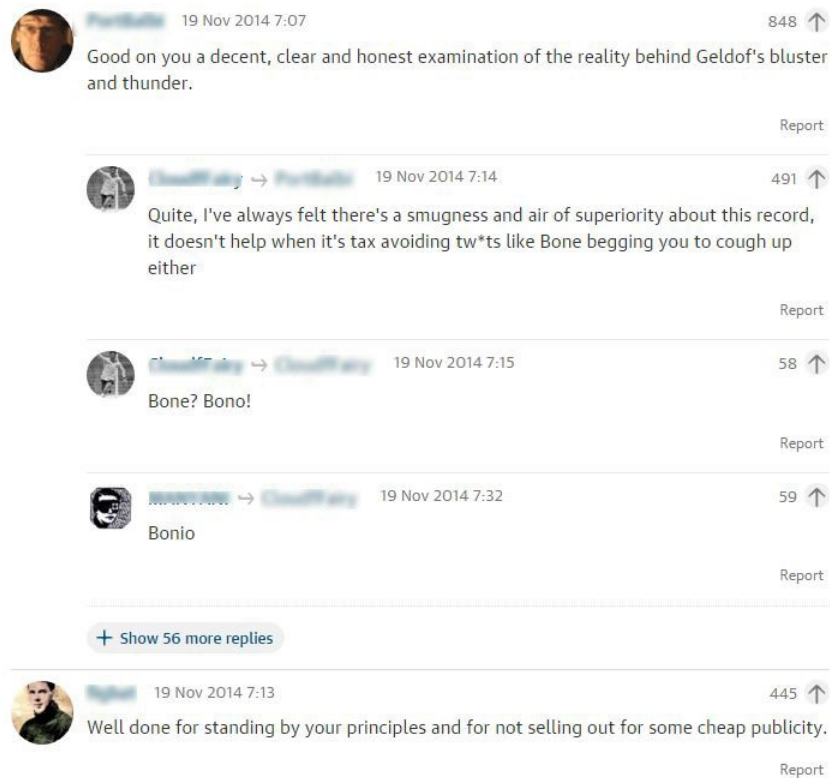 19 Nov 2014 7:07 848
Good on you a decent, clear and honest examination of the reality behind Geldof's bluster
and thunder.
Report
19 Nov 2014 7:14 491
Quite, I've always felt there's a smugness and air of superiority about this record,
it doesn't help when it's tax avoiding tw*ts like Bone begging you to cough up
either
Report
19 Nov 2014 7:15 58
Bone? Bono!
Report
19 Nov 2014 7:32 59
Bonio
Report
+ Show 56 more replies
19 Nov 2014 7:13 445
Well done for standing by your principles and for not selling out for some cheap publicity.
Report